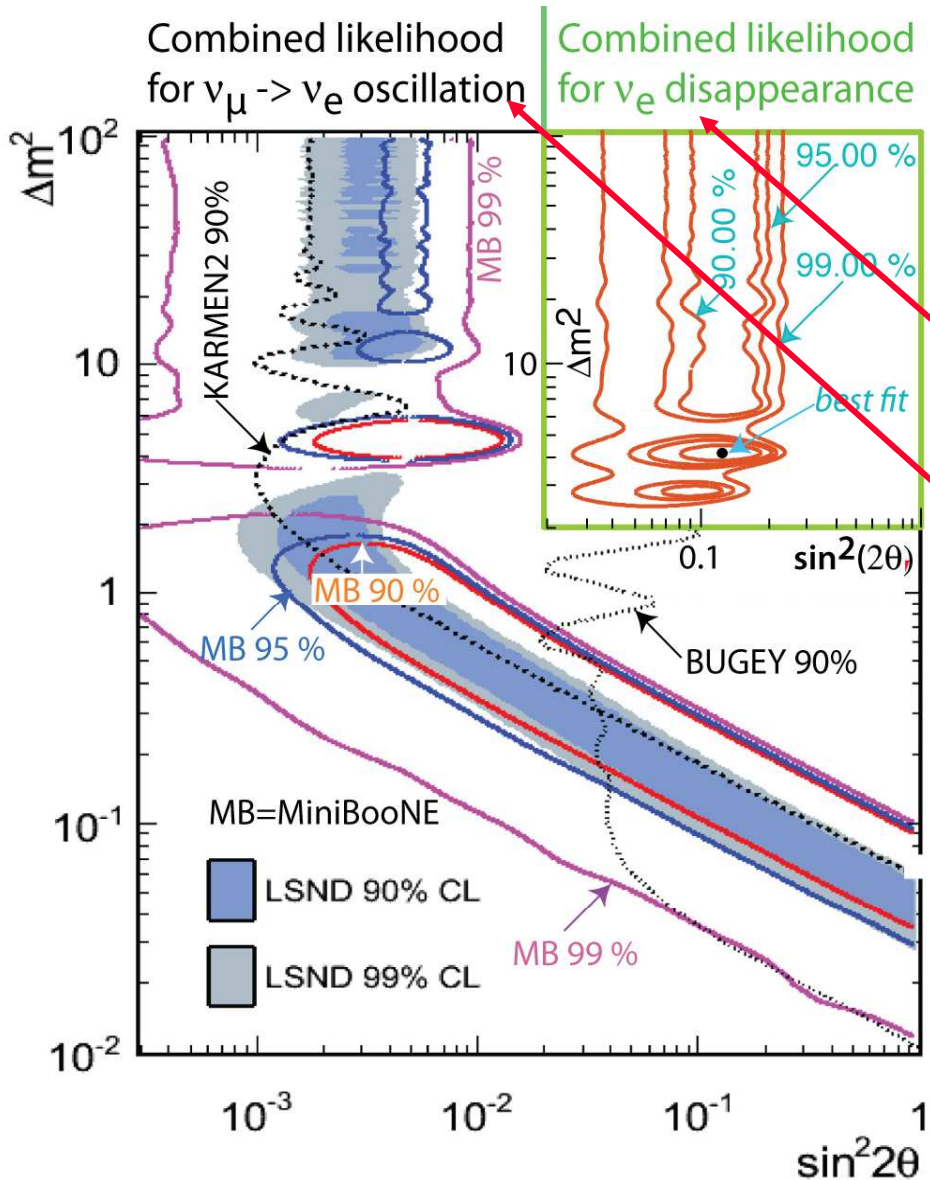 Combined likelihood
for νμ -> νe oscillation
Combined likelihood
for νe disappearance
Δm²
10²
10
1
10⁻¹
10⁻²
KARMEN2 90%
MB 99 %
90.00 %
95.00 %
99.00 %
10
Δm²
best fit
0.1
sin²(2θ
MB 90 %
MB 95 %
BUGEY 90%
MB=MiniBooNE
LSND 90% CL
LSND 99% CL
MB 99 %
10⁻³
10⁻²
10⁻¹
1
sin²2θ